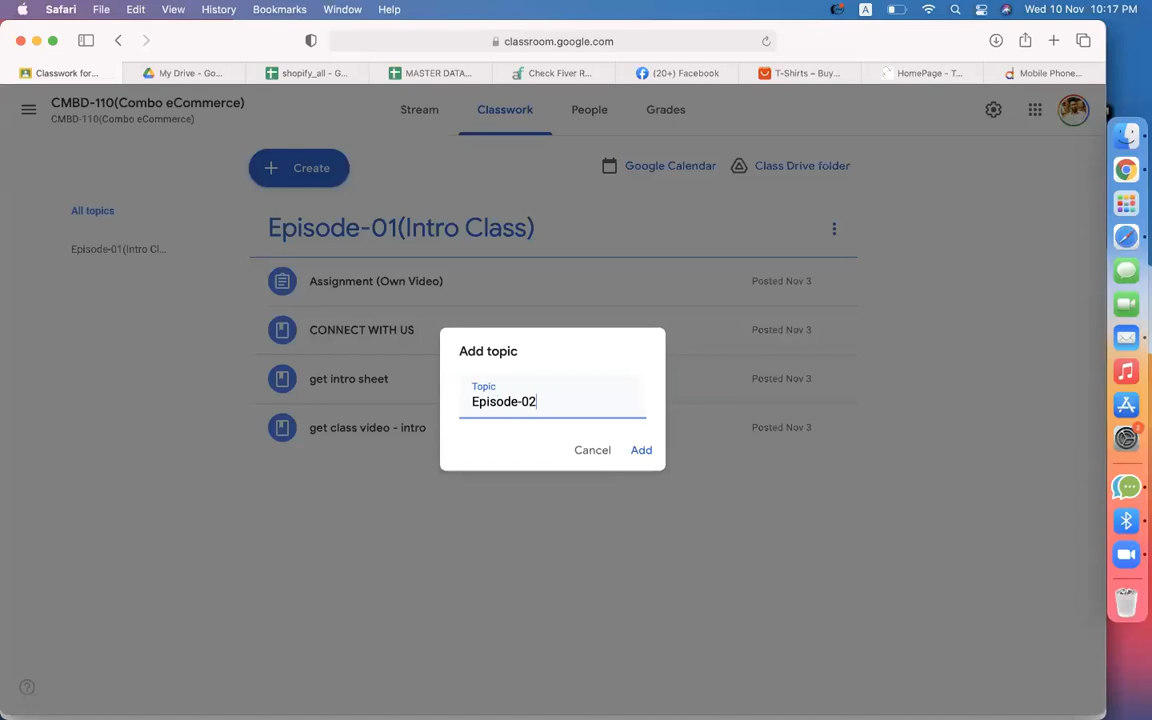 Safari File Edit View History Bookmarks Window Help A Wed 10 Nov 10:17 PM
classroom.google.com
Classwork for... My Drive - Go... shopify_all - G... MASTER DATA... Check Fiver R... (20+) Facebook T-Shirts – Buy... HomePage - T... Mobile Phone...
CMBD-110(Combo eCommerce)
CMBD-110(Combo eCommerce)
Stream Classwork People Grades
Create
Google Calendar Class Drive folder
All topics
Episode-01(Intro Cl...
Episode-01(Intro Class)
Assignment (Own Video) Posted Nov 3
CONNECT WITH US Posted Nov 3
get intro sheet Posted Nov 3
get class video - intro Posted Nov 3
Add topic
Topic
Episode-02
Cancel Add